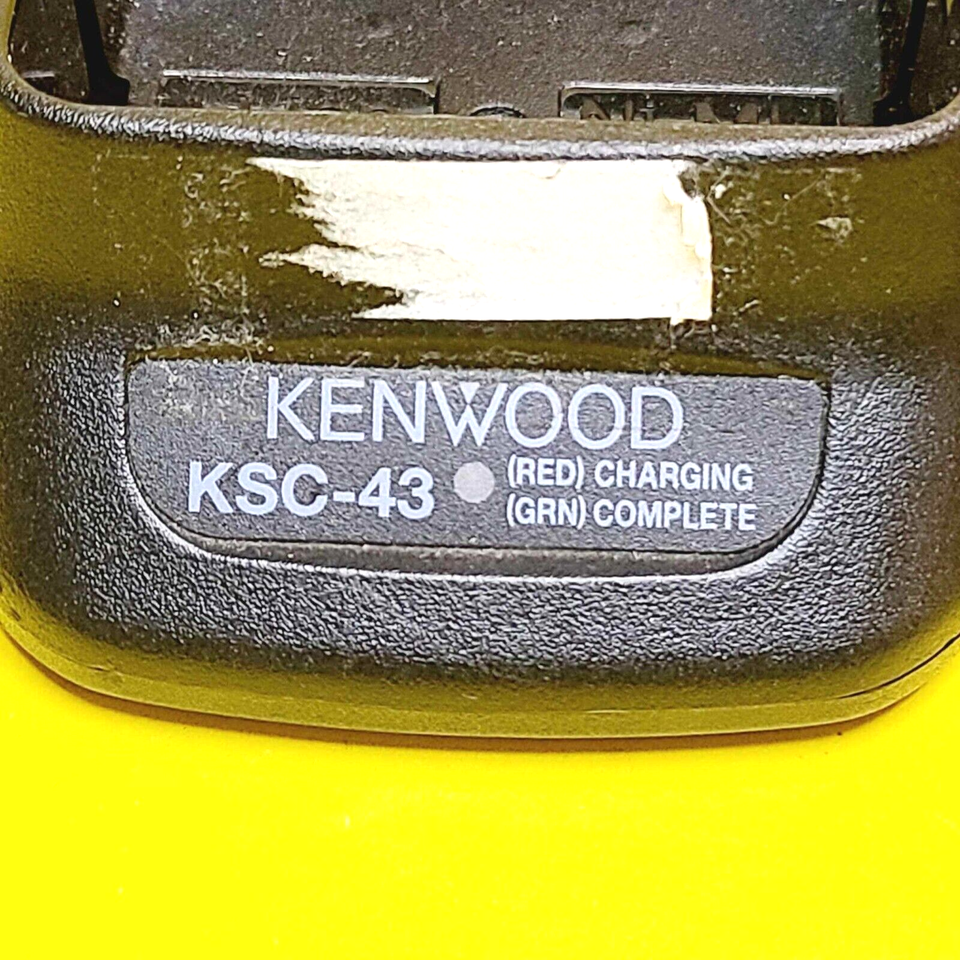 KENWOOD
KSC-43 (RED) CHARGING
(GRN) COMPLETE